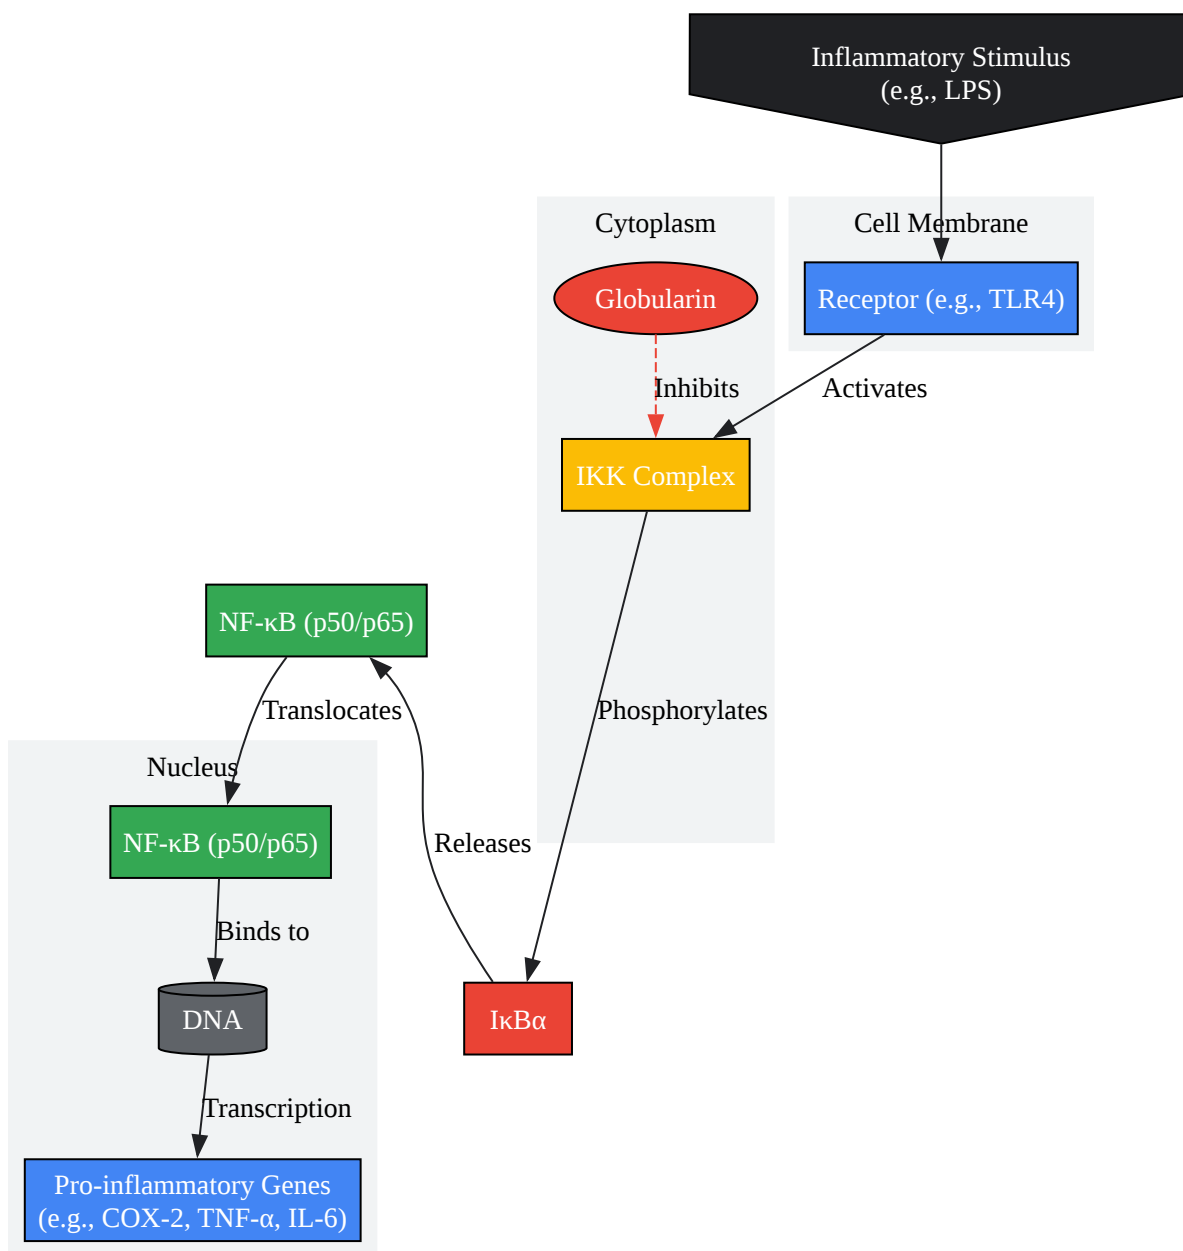 Inflammatory Stimulus
(e.g., LPS)
Cytoplasm
Cell Membrane
Globularin
Receptor (e.g., TLR4)
Inhibits
Activates
IKK Complex
NF-κB (p50/p65)
Translocates
Phosphorylates
Nucleus
NF-κB (p50/p65)
Releases
Binds to
DNA
IκBα
Transcription
Pro-inflammatory Genes
(e.g., COX-2, TNF-α, IL-6)